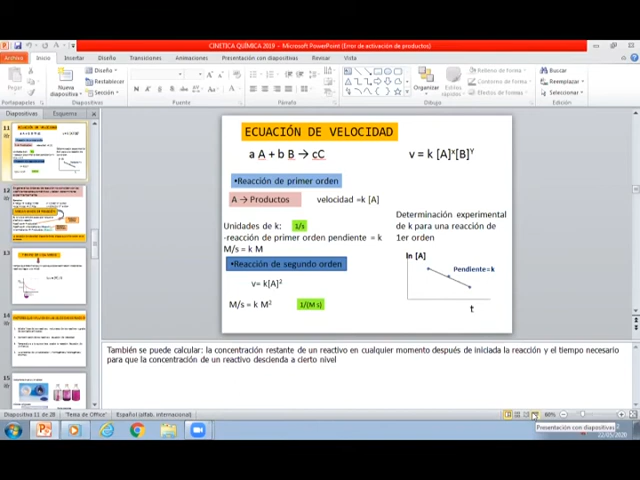 CINETICA QUÍMICA 2019 - Microsoft PowerPoint (Error de activación de productos)
Archivo Inicio Insertar Diseño Transiciones Animaciones Presentación con diapositivas Revisar Vista
Pegar
Nueva diapositiva
Diseño
Restablecer
Sección
Organizar
Relleno de forma
Contorno de forma
Efectos de formas
Buscar
Reemplazar
Seleccionar
Portapapeles Diapositivas Fuente Párrafo Dibujo Edición
Diapositivas Esquema
11
12
13
14
15
ECUACIÓN DE VELOCIDAD
a A + b B → cC v = k [A]ˣ[B]ʸ
•Reacción de primer orden
A → Productos velocidad =k [A]
Unidades de k: 1/s
-reacción de primer orden pendiente = k
M/s = k M
Determinación experimental
de k para una reacción de
1er orden
ln [A]
Pendiente=k
t
•Reacción de segundo orden
v= k[A]²
M/s = k M² 1/(M s)
También se puede calcular: la concentración restante de un reactivo en cualquier momento después de iniciada la reacción y el tiempo necesario
para que la concentración de un reactivo descienda a cierto nivel
Diapositiva 11 de 28 "Tema de Office" Español (alfab. internacional) 60%
Presentación con diapositivas
22/05/2020